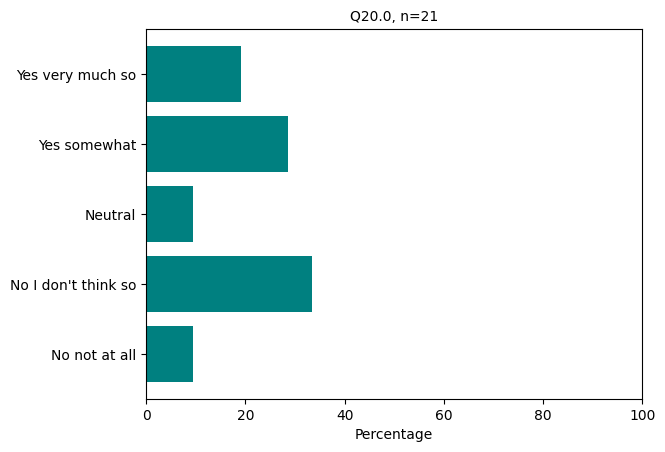 Q20.0, n=21
Yes very much so
Yes somewhat
Neutral
No I don't think so
No not at all
0 20 40 60 80 100
Percentage